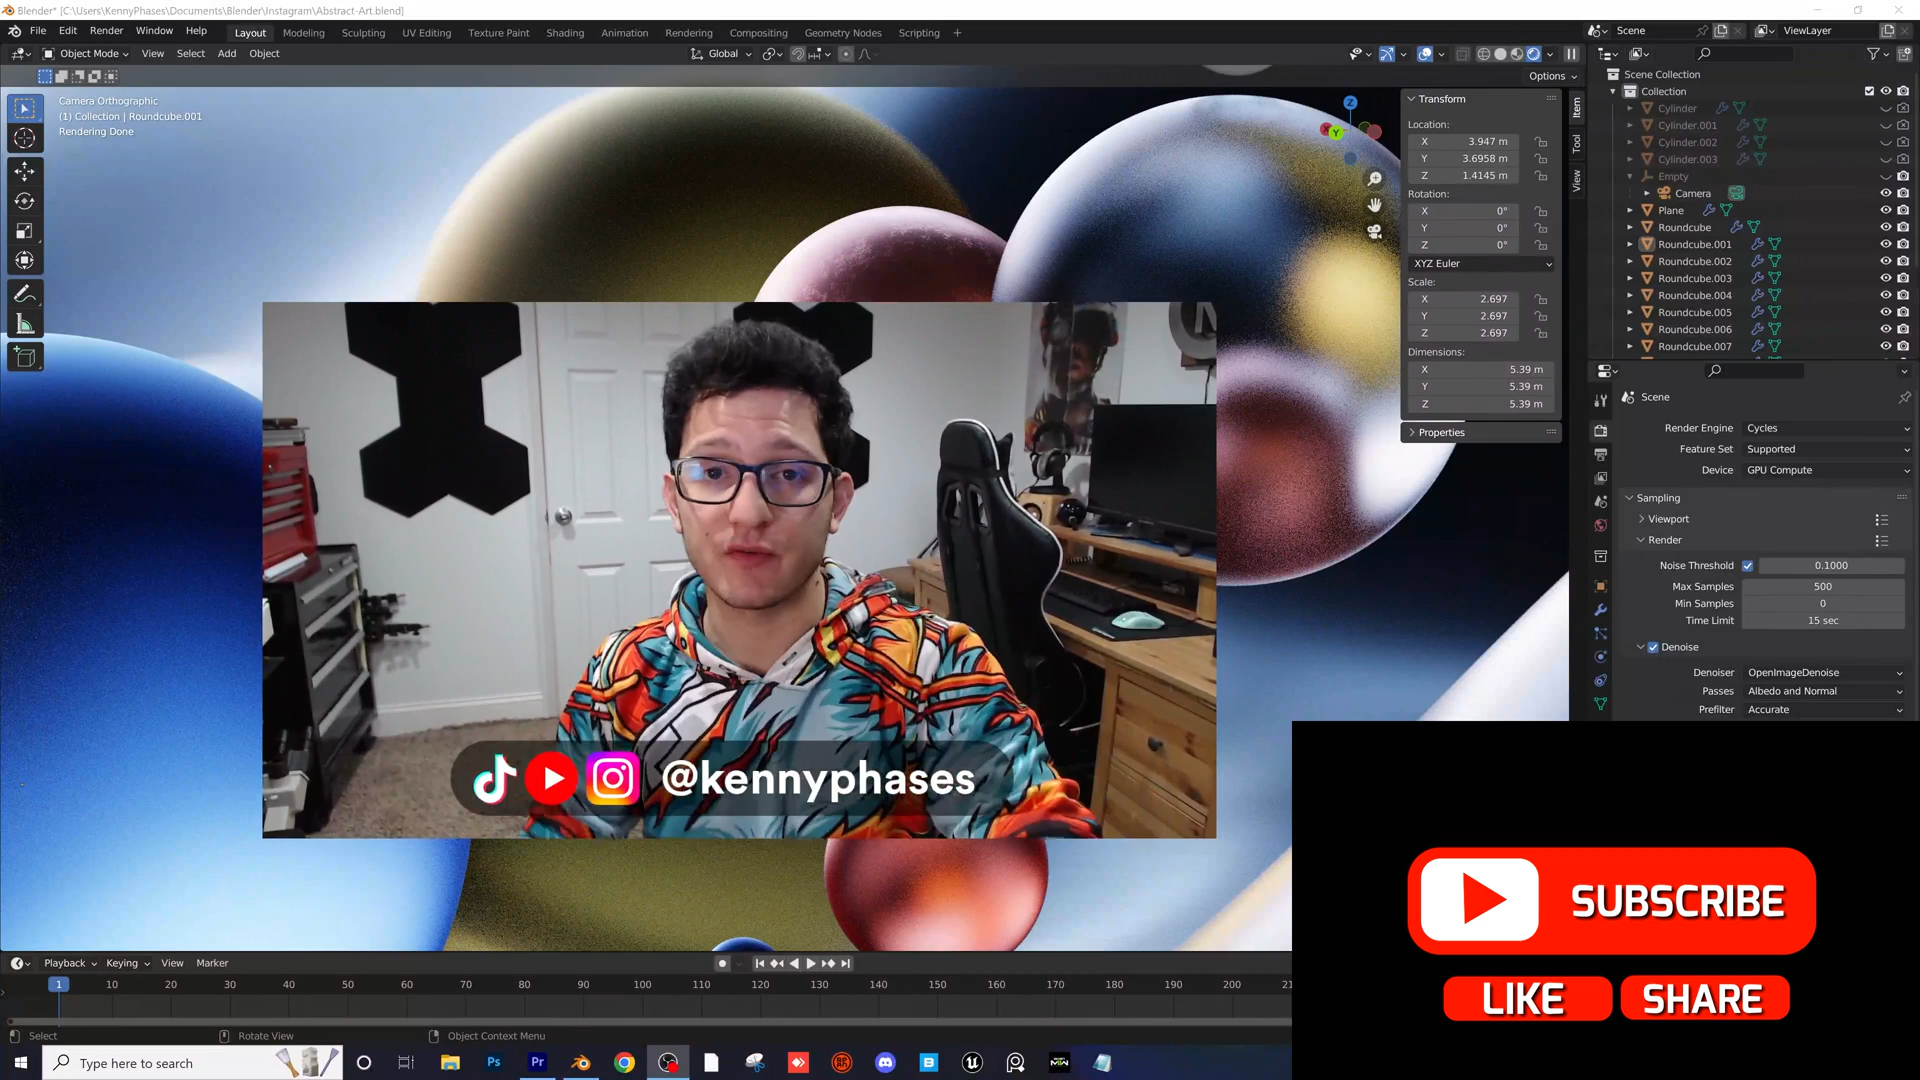 Blender* [C:\Users\KennyPhases\Documents\Blender\Instagram\Abstract-Art.blend]
File Edit Render Window Help Layout Modeling Sculpting UV Editing Texture Paint Shading Animation Rendering Compositing Geometry Nodes Scripting + Scene ViewLayer
Object Mode View Select Add Object Global
Options
Camera Orthographic
(1) Collection | Roundcube.001
Rendering Done
Transform
Location:
X 3.947 m
Y 3.6958 m
Z 1.4145 m
Rotation:
X 0°
Y 0°
Z 0°
XYZ Euler
Scale:
X 2.697
Y 2.697
Z 2.697
Dimensions:
X 5.39 m
Y 5.39 m
Z 5.39 m
Properties
Item
Tool
View
Z
X
Y
Scene Collection
Collection
Cylinder
Cylinder.001
Cylinder.002
Cylinder.003
Empty
Camera
Plane
Roundcube
Roundcube.001
Roundcube.002
Roundcube.003
Roundcube.004
Roundcube.005
Roundcube.006
Roundcube.007
Scene
Render Engine Cycles
Feature Set Supported
Device GPU Compute
Sampling
Viewport
Render
Noise Threshold 0.1000
Max Samples 500
Min Samples 0
Time Limit 15 sec
Denoise
Denoiser OpenImageDenoise
Passes Albedo and Normal
Prefilter Accurate
@kennyphases
SUBSCRIBE
LIKE SHARE
Playback Keying View Marker
1 10 20 30 40 50 60 70 80 90 100 110 120 130 140 150 160 170 180 190 200
Select Rotate View Object Context Menu
Type here to search
Ps Pr